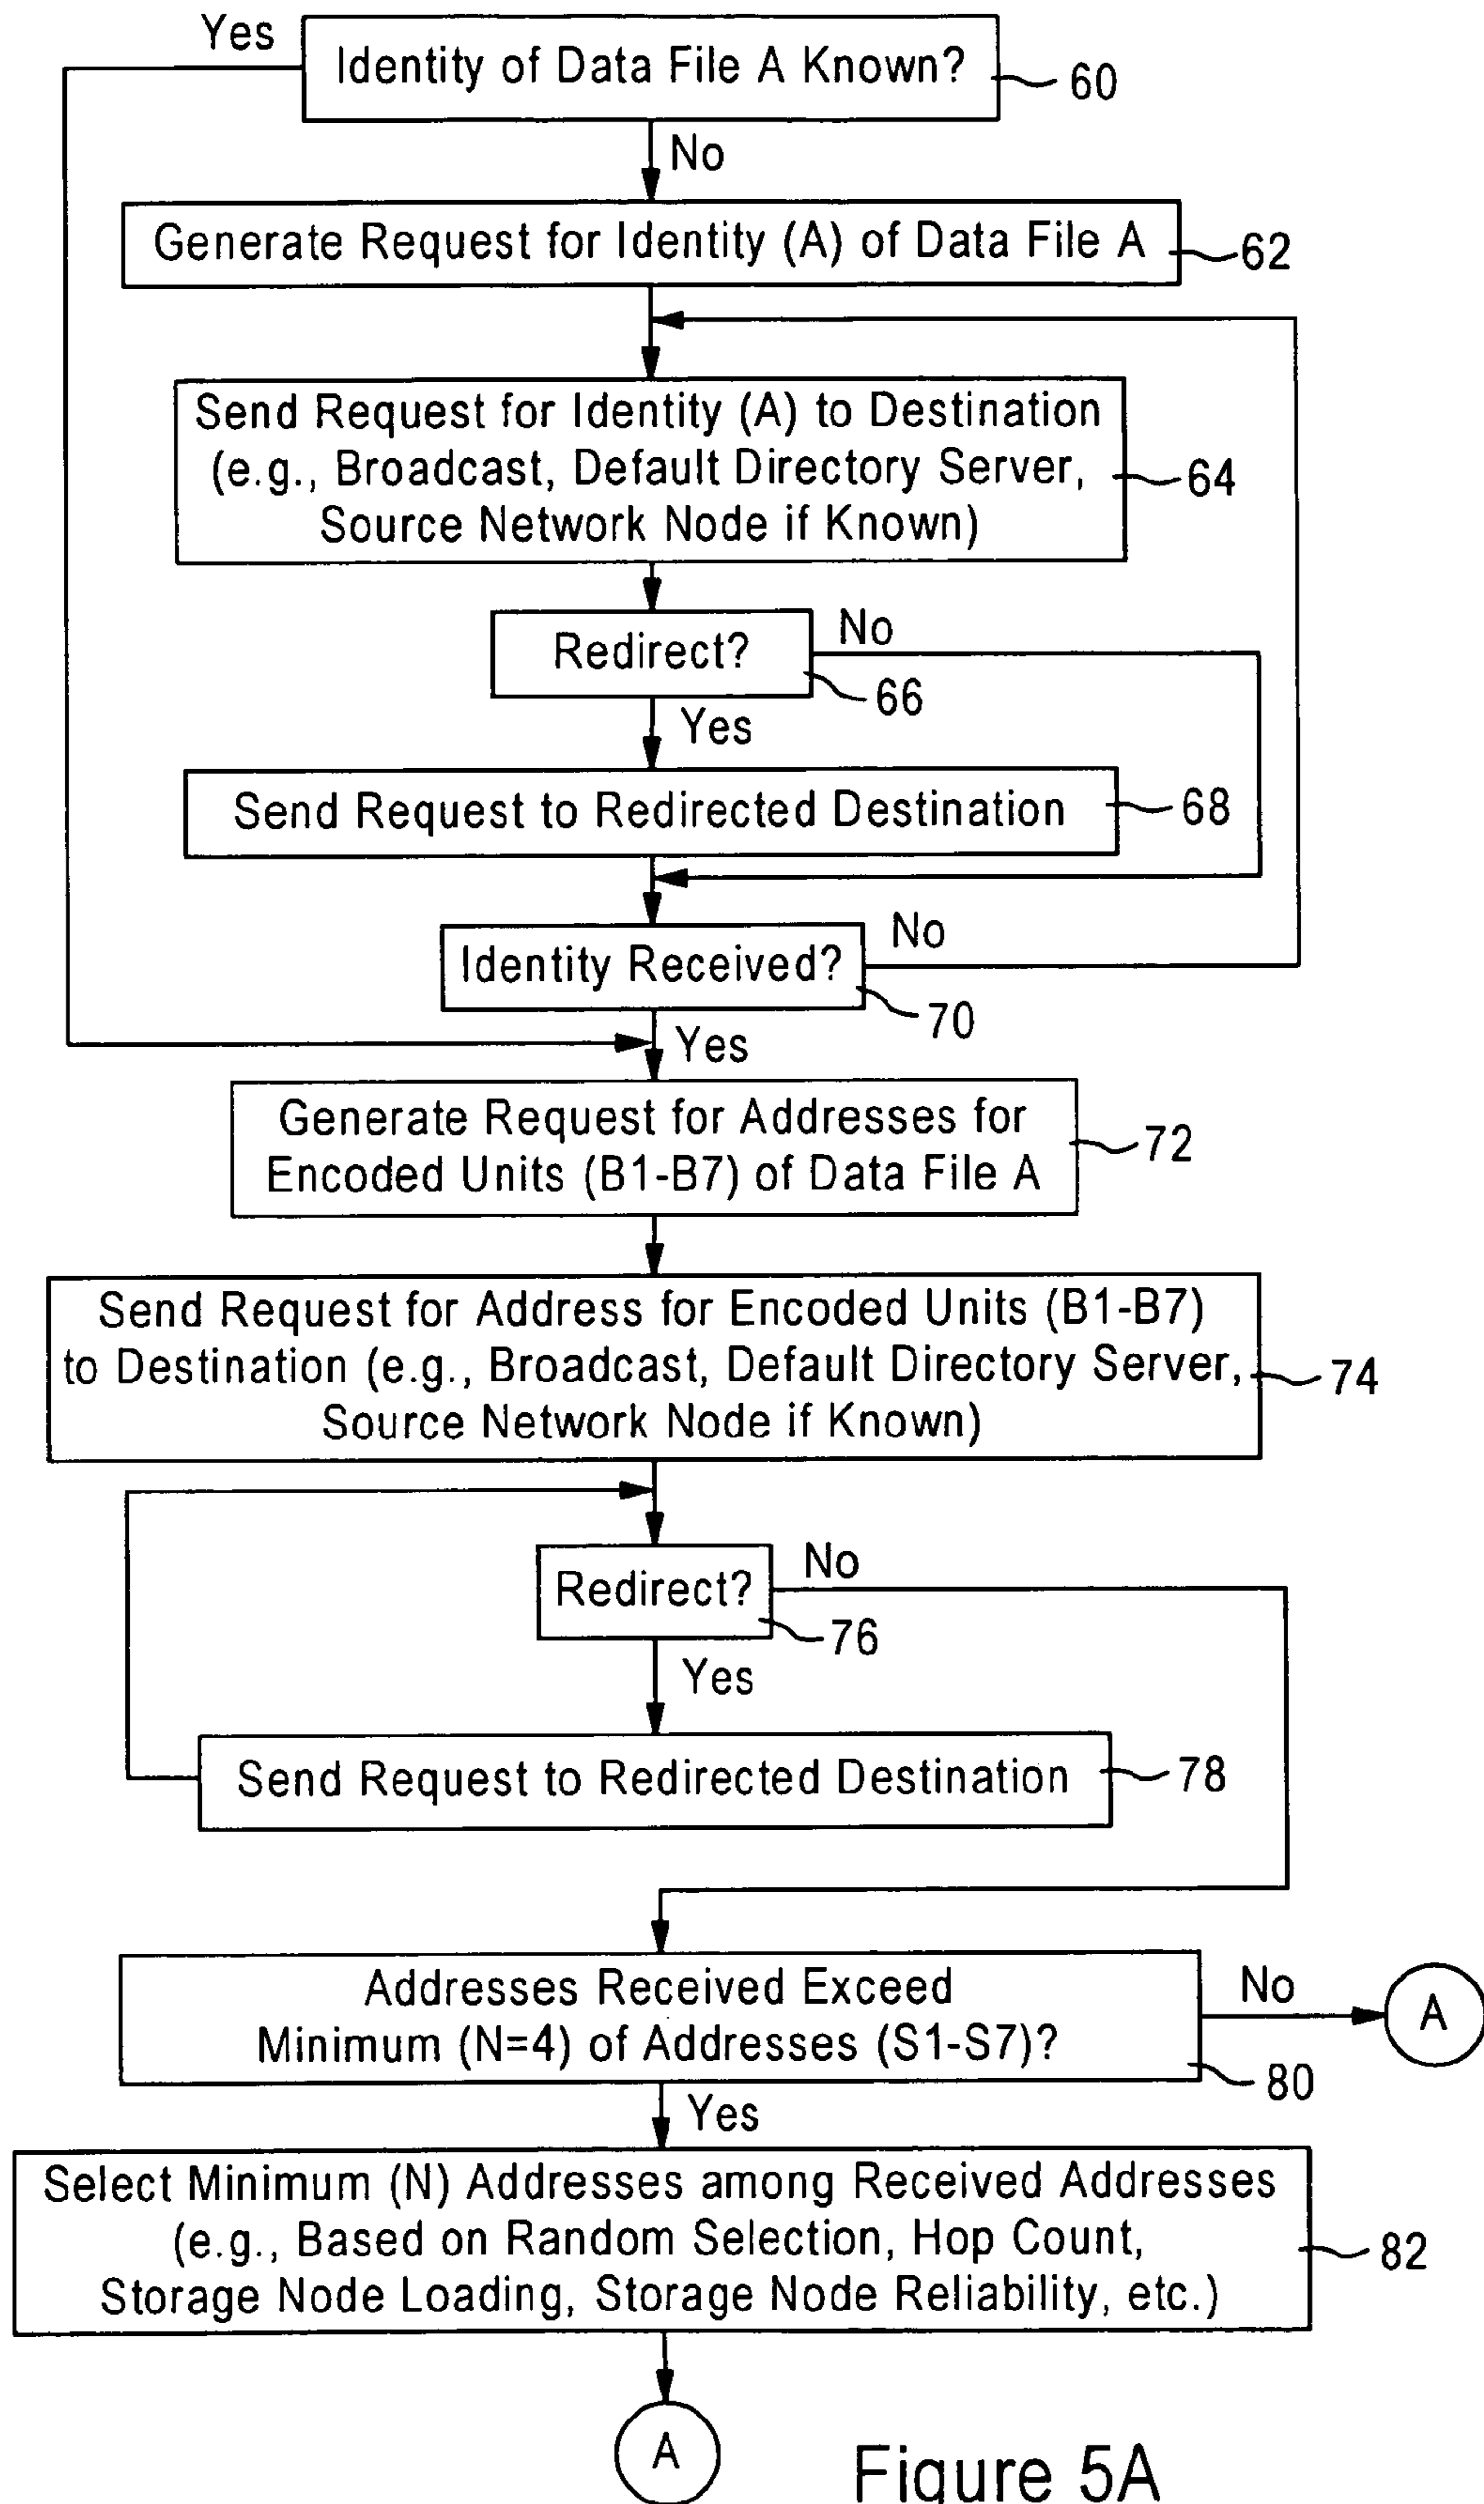 Yes
Identity of Data File A Known?
60
No
Generate Request for Identity (A) of Data File A
62
Send Request for Identity (A) to Destination
(e.g., Broadcast, Default Directory Server,
Source Network Node if Known)
64
Redirect?
No
66
Yes
Send Request to Redirected Destination
68
Identity Received?
No
70
Yes
Generate Request for Addresses for
Encoded Units (B1-B7) of Data File A
72
Send Request for Address for Encoded Units (B1-B7)
to Destination (e.g., Broadcast, Default Directory Server,
Source Network Node if Known)
74
Redirect?
No
76
Yes
Send Request to Redirected Destination
78
Addresses Received Exceed
Minimum (N=4) of Addresses (S1-S7)?
No
A
80
Yes
Select Minimum (N) Addresses among Received Addresses
(e.g., Based on Random Selection, Hop Count,
Storage Node Loading, Storage Node Reliability, etc.)
82
A
Figure 5A